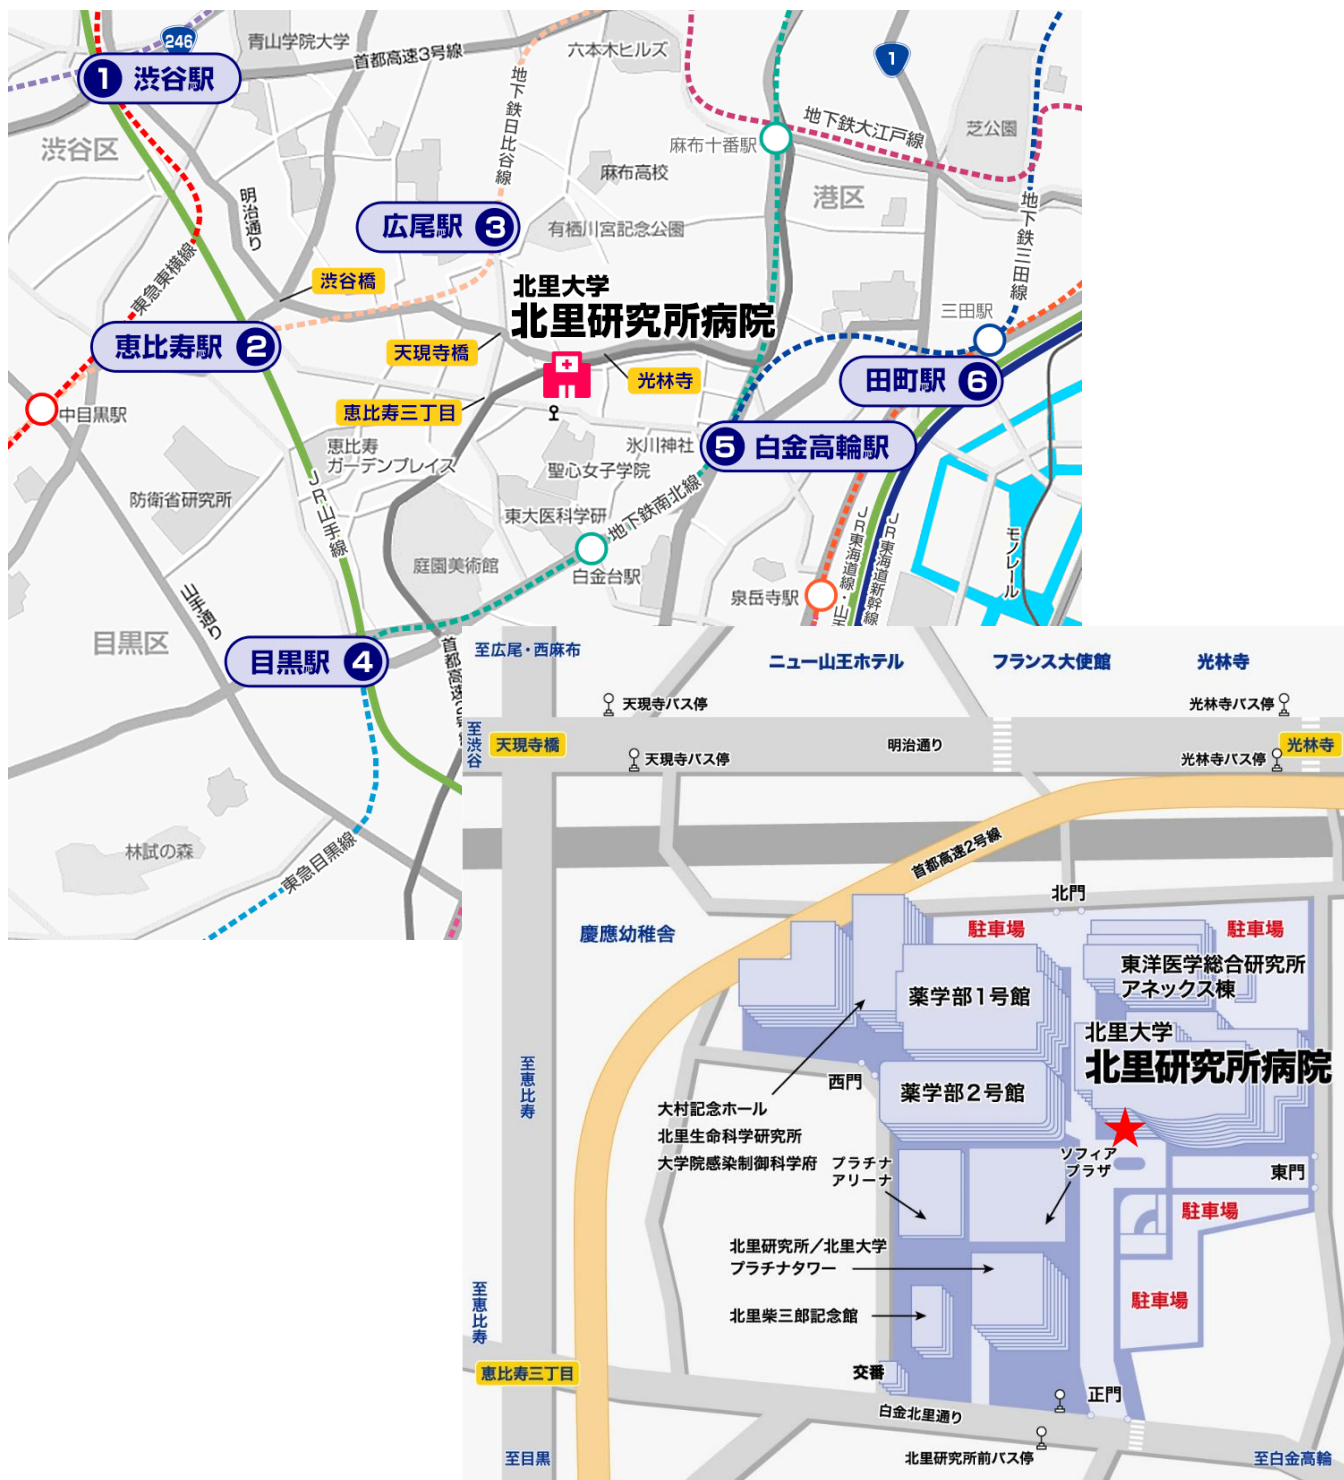 246
青山学院大学
六本木ヒルズ
1
首都高速3号線
1 渋谷駅
地下鉄日比谷線
地下鉄大江戸線
芝公園
麻布十番駅
渋谷区
麻布高校
明治通り
港区
広尾駅 3
有栖川宮記念公園
地下鉄三田線
東急東横線
渋谷橋
北里大学
北里研究所病院
三田駅
恵比寿駅 2
天現寺橋
光林寺
田町駅 6
中目黒駅
恵比寿三丁目
恵比寿
ガーデンプレイス
氷川神社
5 白金高輪駅
聖心女子学院
防衛省研究所
JR山手線
東大医科学研
地下鉄南北線
庭園美術館
白金台駅
泉岳寺駅
JR東海道線・山手
JR東海道新幹線
モノレール
山手通り
目黒区
目黒駅 4
首都高速2号線
林試の森
東急目黒線
至広尾・西麻布
ニュー山王ホテル
フランス大使館
光林寺
天現寺バス停
光林寺バス停
至渋谷
天現寺橋
明治通り
光林寺
天現寺バス停
光林寺バス停
首都高速2号線
北門
慶應幼稚舎
駐車場
駐車場
東洋医学総合研究所
アネックス棟
薬学部1号館
北里大学
北里研究所病院
至恵比寿
西門
薬学部2号館
大村記念ホール
北里生命科学研究所
大学院感染制御科学府
プラチナ
アリーナ
ソフィア
プラザ
東門
駐車場
北里研究所/北里大学
プラチナタワー
至恵比寿
駐車場
北里柴三郎記念館
恵比寿三丁目
交番
正門
白金北里通り
至目黒
北里研究所前バス停
至白金高輪